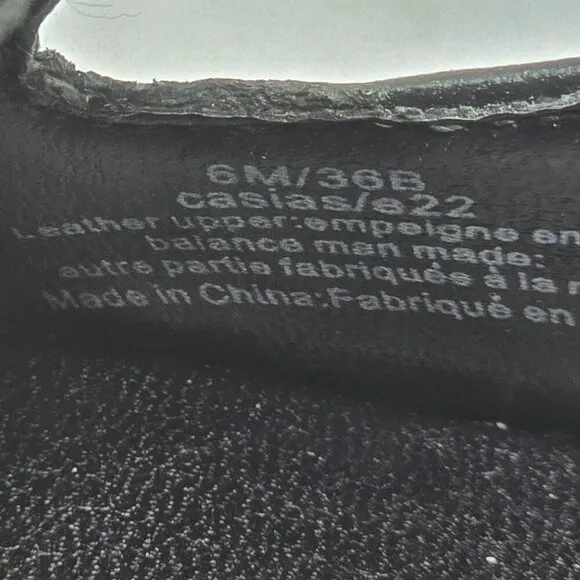 6M/36B
casias/e22
Leather upper:empeigne en
balance man made:
autre partie fabriqués à la
Made in China:Fabriqué en